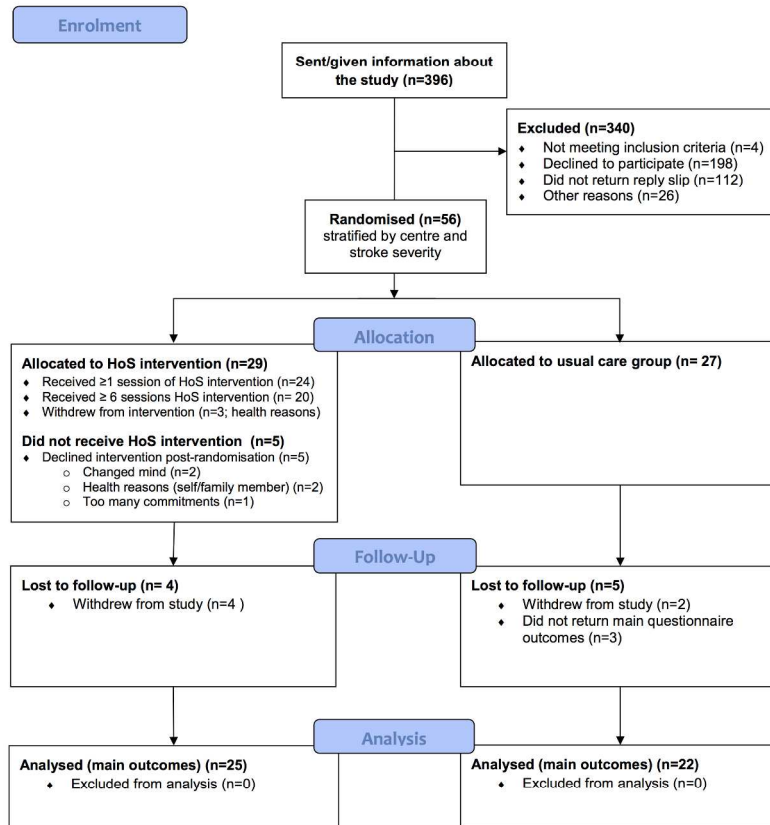 Enrolment
Sent/given information about
the study (n=396)
Excluded (n=340)
♦ Not meeting inclusion criteria (n=4)
♦ Declined to participate (n=198)
♦ Did not return reply slip (n=112)
♦ Other reasons (n=26)
Randomised (n=56)
stratified by centre and
stroke severity
Allocation
Allocated to HoS intervention (n=29)
♦ Received ≥1 session of HoS intervention (n=24)
♦ Received ≥ 6 sessions HoS intervention (n= 20)
♦ Withdrew from intervention (n=3; health reasons)
Did not receive HoS intervention (n=5)
♦ Declined intervention post-randomisation (n=5)
o Changed mind (n=2)
o Health reasons (self/family member) (n=2)
o Too many commitments (n=1)
Allocated to usual care group (n= 27)
Follow-Up
Lost to follow-up (n= 4)
♦ Withdrew from study (n=4 )
Lost to follow-up (n=5)
♦ Withdrew from study (n=2)
♦ Did not return main questionnaire
outcomes (n=3)
Analysis
Analysed (main outcomes) (n=25)
♦ Excluded from analysis (n=0)
Analysed (main outcomes) (n=22)
♦ Excluded from analysis (n=0)